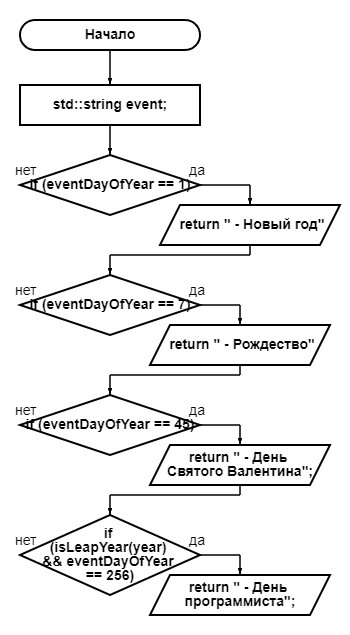 Начало
std::string event;
нет
да
if (eventDayOfYear == 1)
return " - Новый год"
нет
да
if (eventDayOfYear == 7)
return " - Рождество"
нет
да
if (eventDayOfYear == 45)
return " - День
Святого Валентина";
нет
да
if
(isLeapYear(year)
&& eventDayOfYear
== 256)
return " - День
программиста";